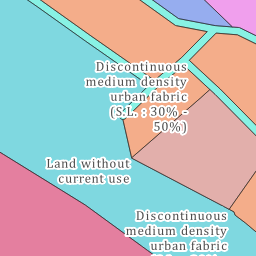 Discontinuous
medium density
urban fabric
(S.L. : 30% -
50%)
Land without
current use
Discontinuous
medium density
urban fabric